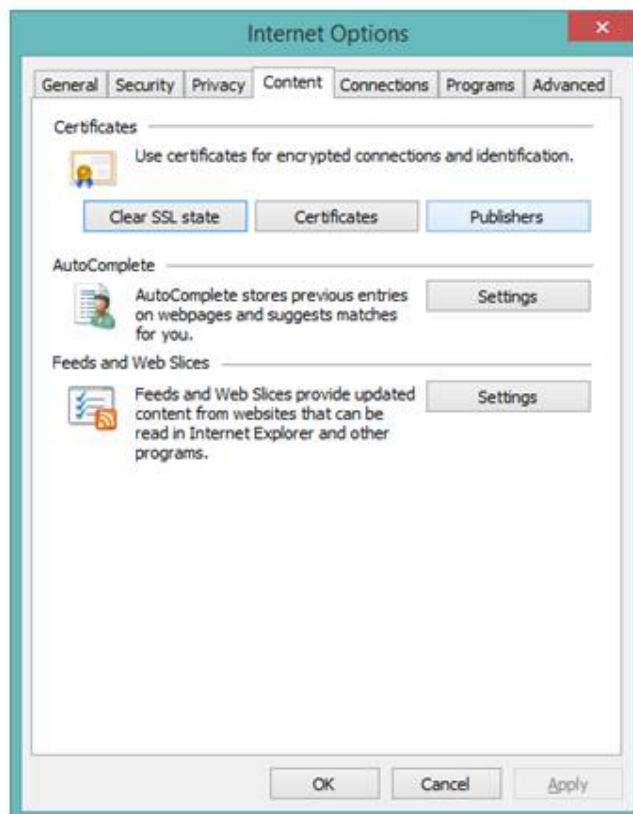 Internet Options
General Security Privacy Content Connections Programs Advanced
Certificates
Use certificates for encrypted connections and identification.
Clear SSL state Certificates Publishers
AutoComplete
AutoComplete stores previous entries
on webpages and suggests matches
for you.
Settings
Feeds and Web Slices
Feeds and Web Slices provide updated
content from websites that can be
read in Internet Explorer and other
programs.
Settings
OK Cancel Apply